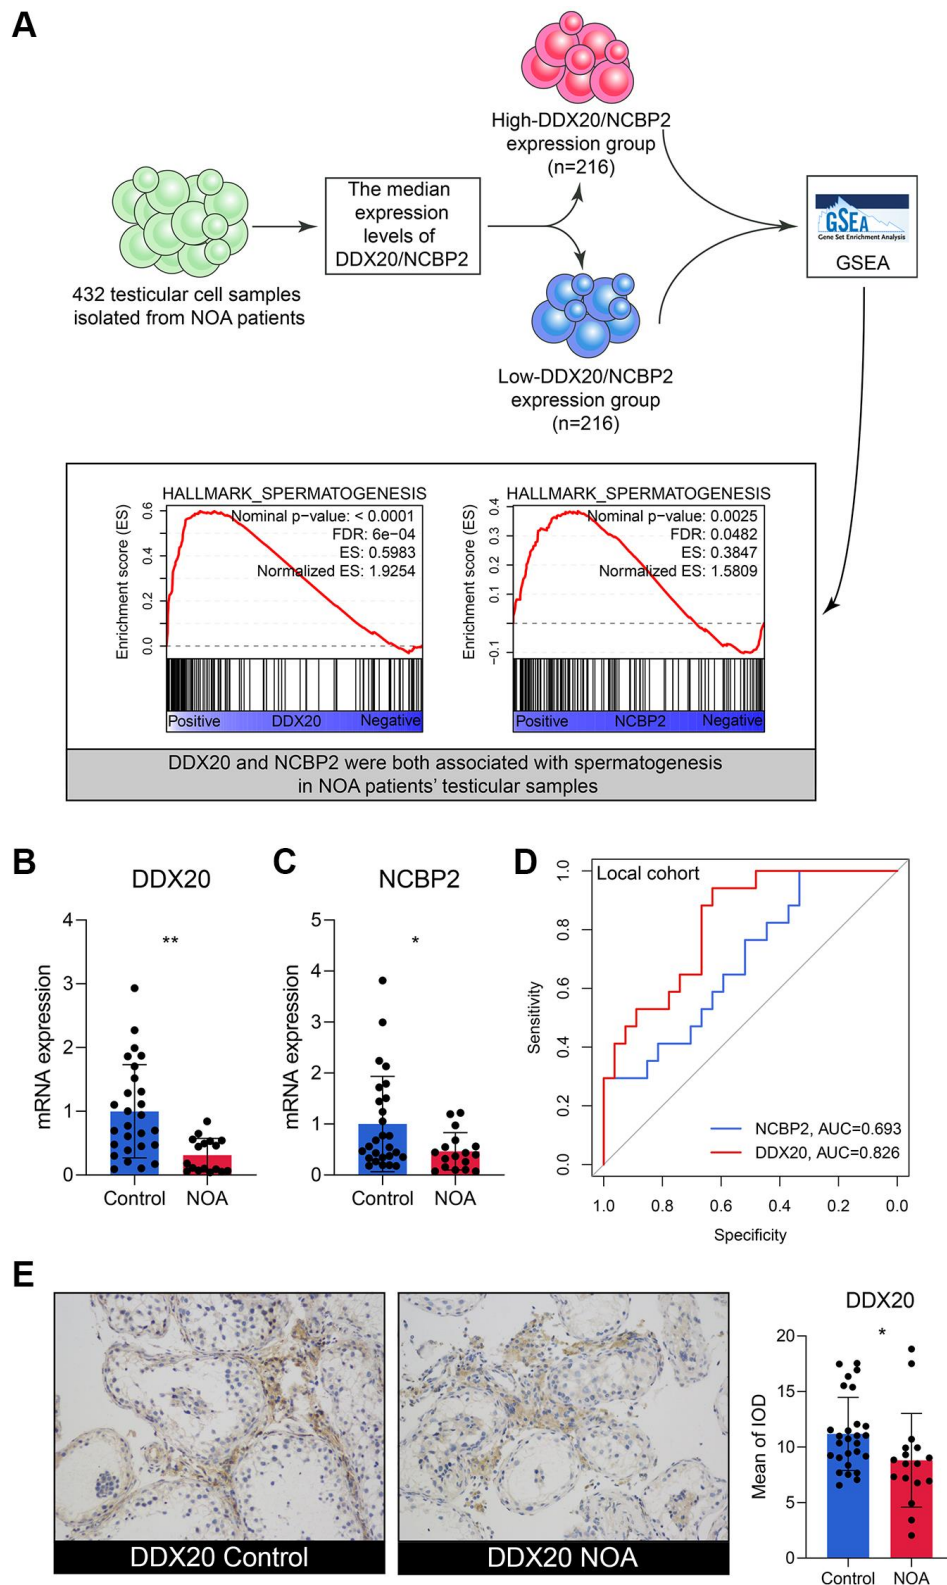 A
High-DDX20/NCBP2
expression group
(n=216)
The median
expression
levels of
DDX20/NCBP2
GSEA
Gene Set Enrichment Analysis
GSEA
432 testicular cell samples
isolated from NOA patients
Low-DDX20/NCBP2
expression group
(n=216)
HALLMARK_SPERMATOGENESIS
Nominal p-value: < 0.0001
FDR: 6e-04
ES: 0.5983
Normalized ES: 1.9254
Enrichment score (ES)
0.6
0.4
0.2
0.0
Positive DDX20 Negative
HALLMARK_SPERMATOGENESIS
Nominal p-value: 0.0025
FDR: 0.0482
ES: 0.3847
Normalized ES: 1.5809
Enrichment score (ES)
0.4
0.3
0.2
0.1
-0.1
Positive NCBP2 Negative
DDX20 and NCBP2 were both associated with spermatogenesis
in NOA patients' testicular samples
B
DDX20
**
mRNA expression
4
3
2
1
0
Control NOA
C
NCBP2
*
mRNA expression
5
4
3
2
1
0
Control NOA
D
Local cohort
Sensitivity
1.0
0.8
0.6
0.4
0.2
0.0
NCBP2, AUC=0.693
DDX20, AUC=0.826
1.0 0.8 0.6 0.4 0.2 0.0
Specificity
E
DDX20 Control
DDX20 NOA
DDX20
*
Mean of IOD
20
15
10
5
0
Control NOA